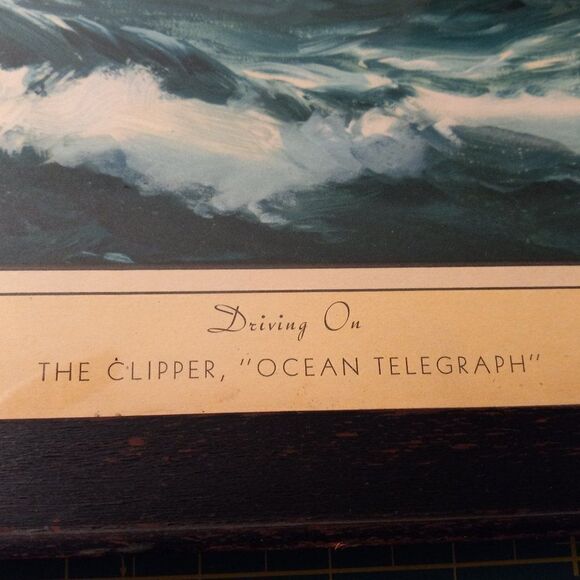 Driving On
THE CLIPPER, "OCEAN TELEGRAPH"